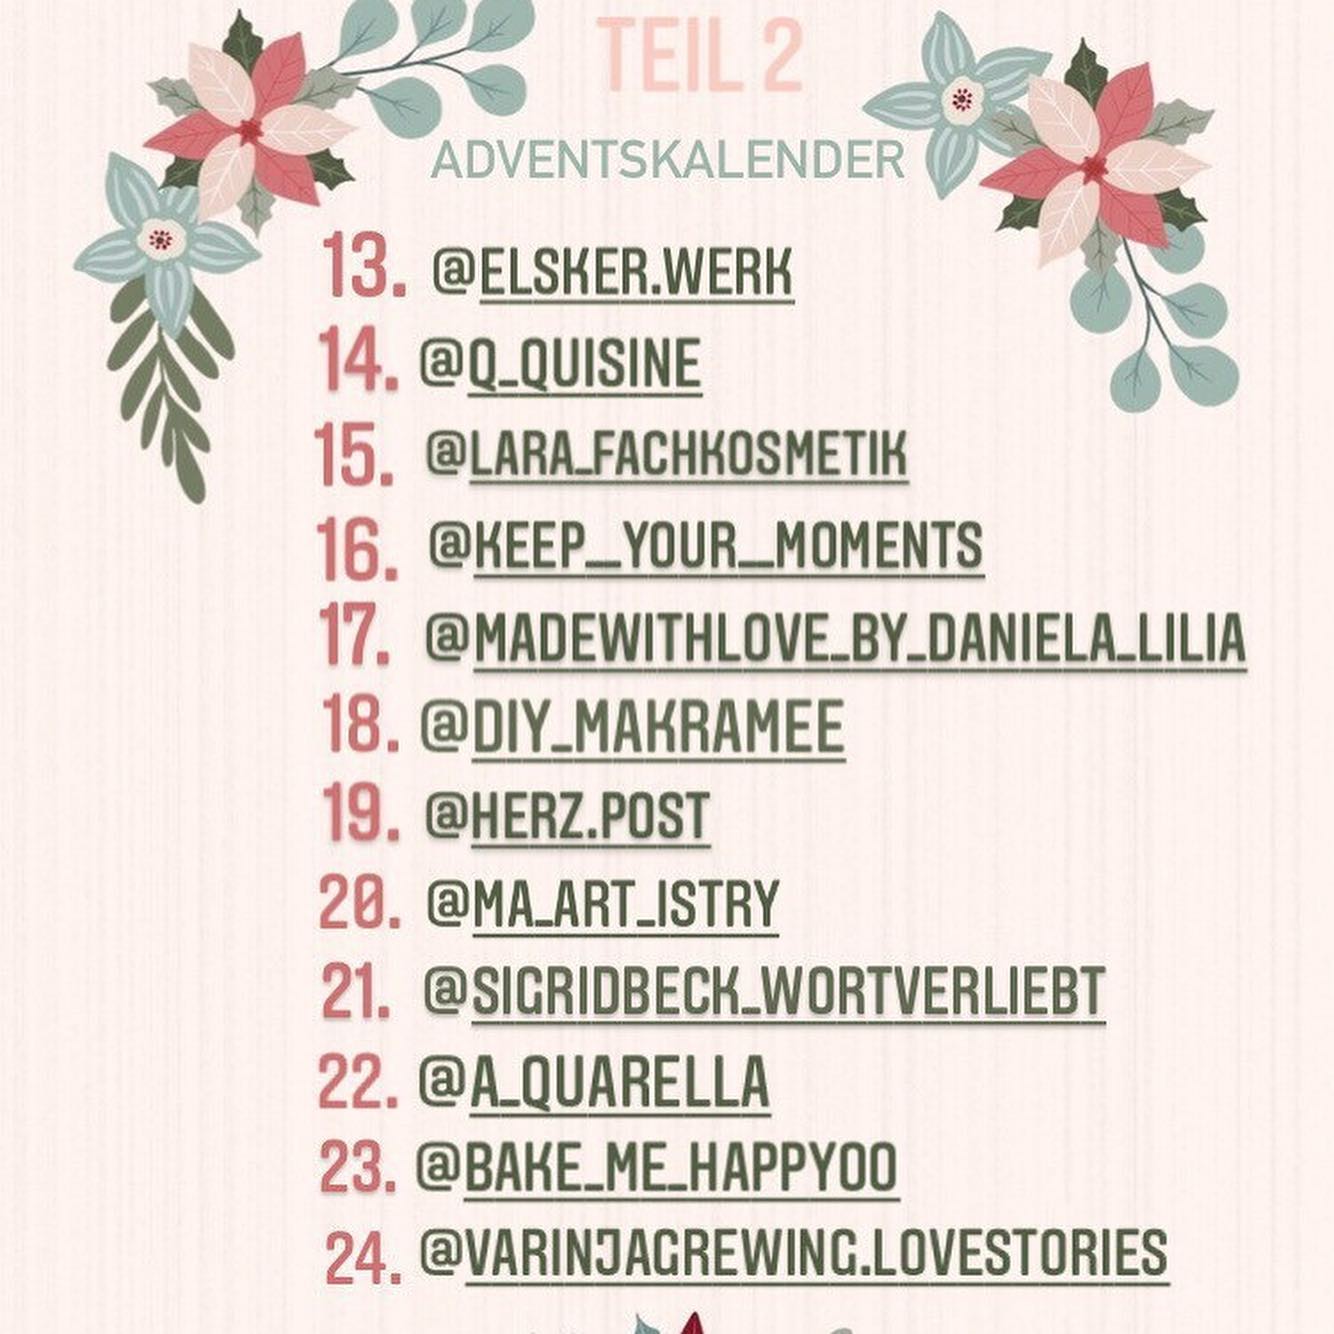 TEIL 2
ADVENTSKALENDER
13. @ELSKER.WERK
14. @Q_QUISINE
15. @LARA_FACHKOSMETIK
16. @KEEP__YOUR__MOMENTS
17. @MADEWITHLOVE_BY_DANIELA_LILIA
18. @DIY_MAKRAMEE
19. @HERZ.POST
20. @MA_ART_ISTRY
21. @SIGRIDBECK_WORTVERLIEBT
22. @A_QUARELLA
23. @BAKE_ME_HAPPYOO
24. @VARINJAGREWING.LOVESTORIES